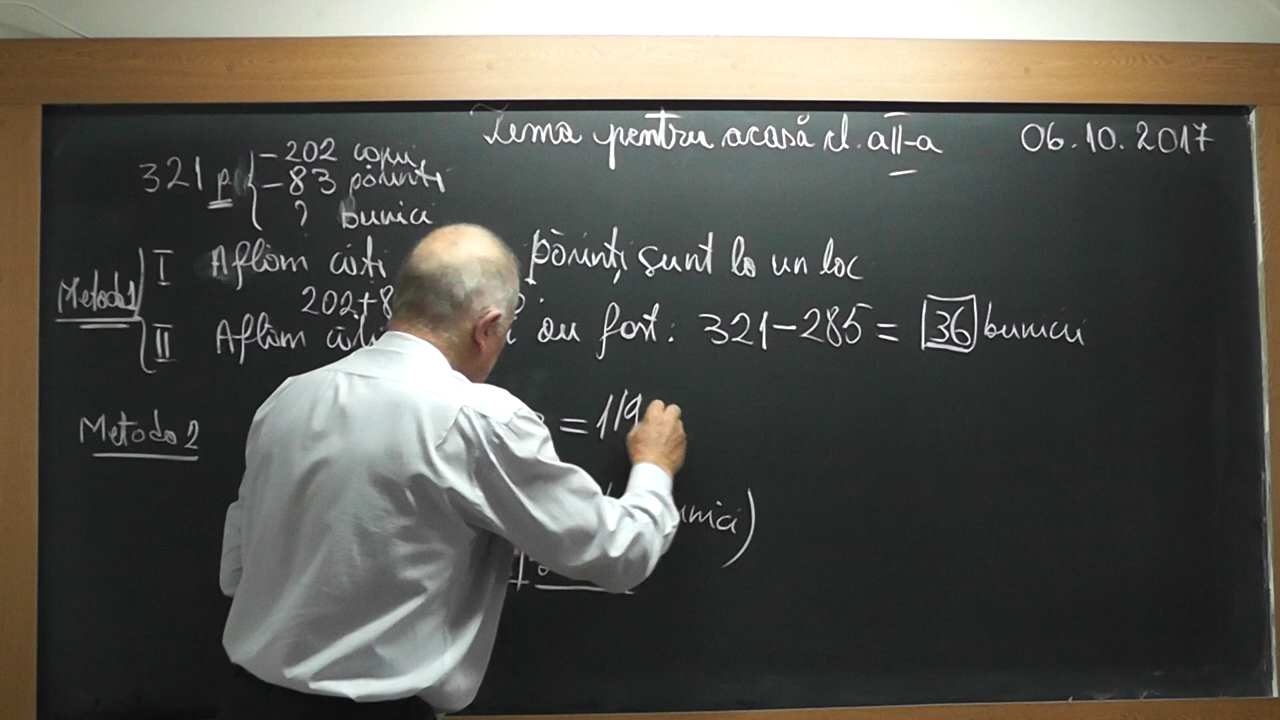 Tema pentru acasă cl. a II-a 06.10.2017
321 p. { - 202 copii
- 83 părinți
? bunici
Metoda 1 I Aflăm câți părinți sunt la un loc
202+8
II Aflăm câți au fost: 321-285 = 36 bunici
Metoda 2 = 119